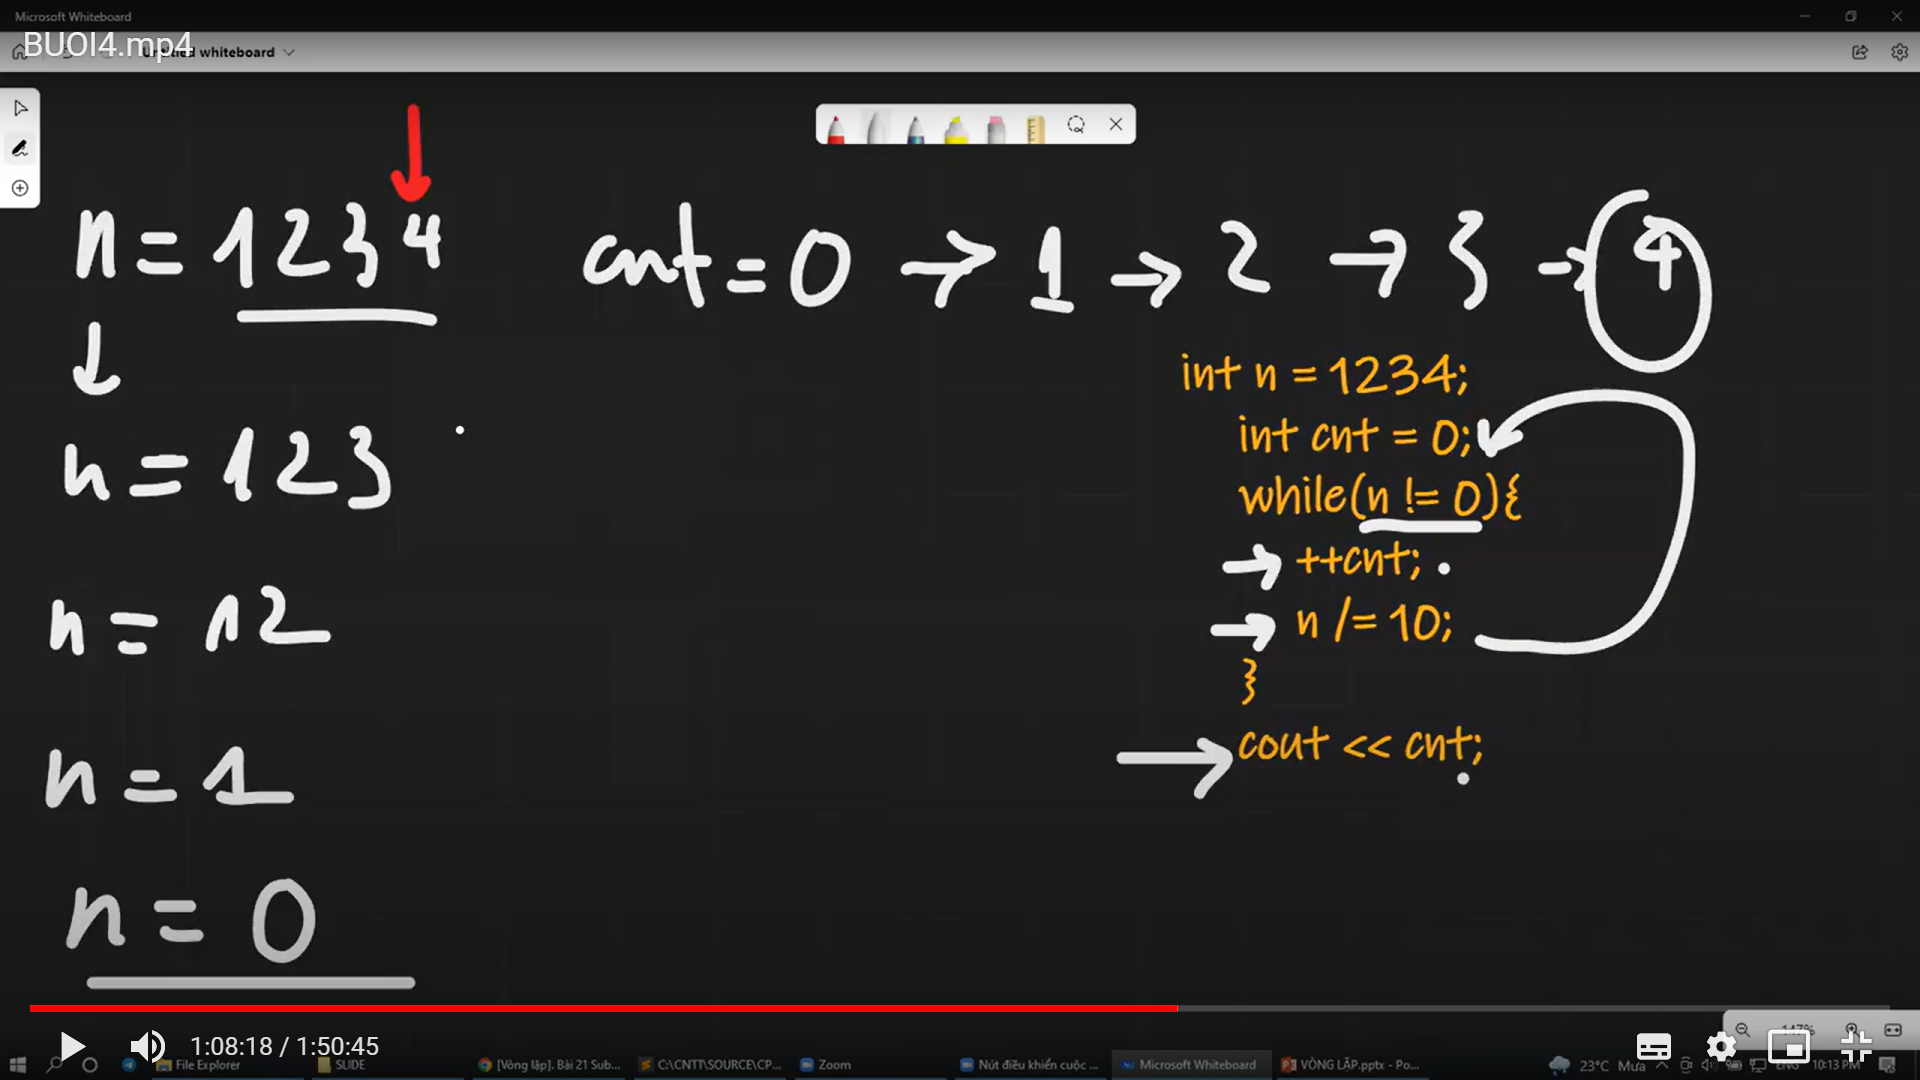 Microsoft Whiteboard
BUOI4.mp4
Untitled whiteboard
n = 1234
cnt = 0 → 1 → 2 → 3 → 4
n = 123
n = 12
n = 1
n = 0
int n = 1234;
int cnt = 0;
while(n != 0){
++cnt;
n /= 10;
}
cout << cnt;
1:08:18 / 1:50:45
147%
File Explorer
SLIDE
[Vòng lặp]. Bài 21 Sub...
C:\CNTT\SOURCE\CP...
Zoom
Nút điều khiển cuộc ...
Microsoft Whiteboard
VÒNG LẶP.pptx - Po...
23°C Mưa
ENG
10:13 PM